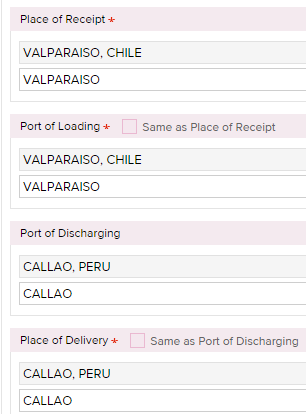 Place of Receipt *
VALPARAISO, CHILE
VALPARAISO
Port of Loading * Same as Place of Receipt
VALPARAISO, CHILE
VALPARAISO
Port of Discharging
CALLAO, PERU
CALLAO
Place of Delivery * Same as Port of Discharging
CALLAO, PERU
CALLAO